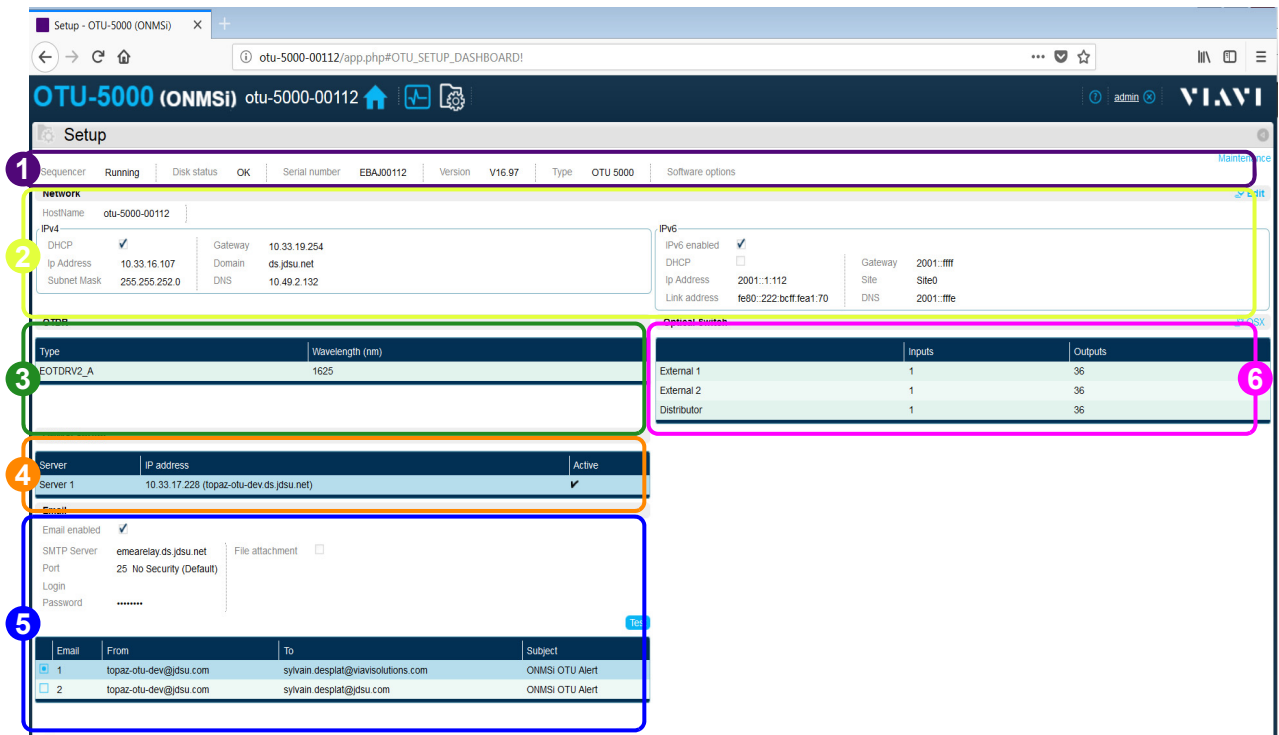 Setup - OTU-5000 (ONMSi)
otu-5000-00112/app.php#OTU_SETUP_DASHBOARD!
OTU-5000 (ONMSi) otu-5000-00112
admin
VIAVI
Setup
Maintenance
1
Sequencer Running Disk status OK Serial number EBAJ00112 Version V16.97 Type OTU 5000 Software options
Network Edit
HostName otu-5000-00112
2
IPv4
DHCP Gateway 10.33.19.254
Ip Address 10.33.16.107 Domain ds.jdsu.net
Subnet Mask 255.255.252.0 DNS 10.49.2.132
IPv6
IPv6 enabled
DHCP Gateway 2001::ffff
Ip Address 2001::1:112 Site Site0
Link address fe80::222:bcff:fea1:70 DNS 2001::fffe
OTDR
3
Type Wavelength (nm)
EOTDRV2_A 1625
Optical Switch OSX
6
Inputs Outputs
External 1 1 36
External 2 1 36
Distributor 1 36
4
Server IP address Active
Server 1 10.33.17.228 (topaz-otu-dev.ds.jdsu.net) ✔
Email
5
Email enabled
SMTP Server emearelay.ds.jdsu.net File attachment
Port 25 No Security (Default)
Login
Password ••••••••
Test
Email From To Subject
1 topaz-otu-dev@jdsu.com sylvain.desplat@viavisolutions.com ONMSi OTU Alert
2 topaz-otu-dev@jdsu.com sylvain.desplat@jdsu.com ONMSi OTU Alert